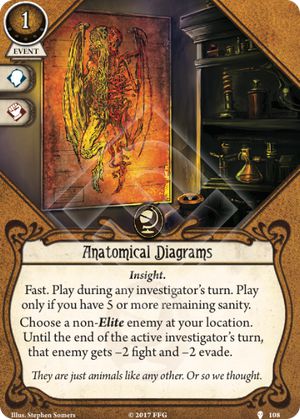 1
EVENT
Anatomical Diagrams
Insight.
Fast. Play during any investigator's turn. Play
only if you have 5 or more remaining sanity.
Choose a non-Elite enemy at your location.
Until the end of the active investigator's turn,
that enemy gets –2 fight and –2 evade.
They are just animals like any other. Or so we thought.
Illus. Stephen Somers
© 2017 FFG
108